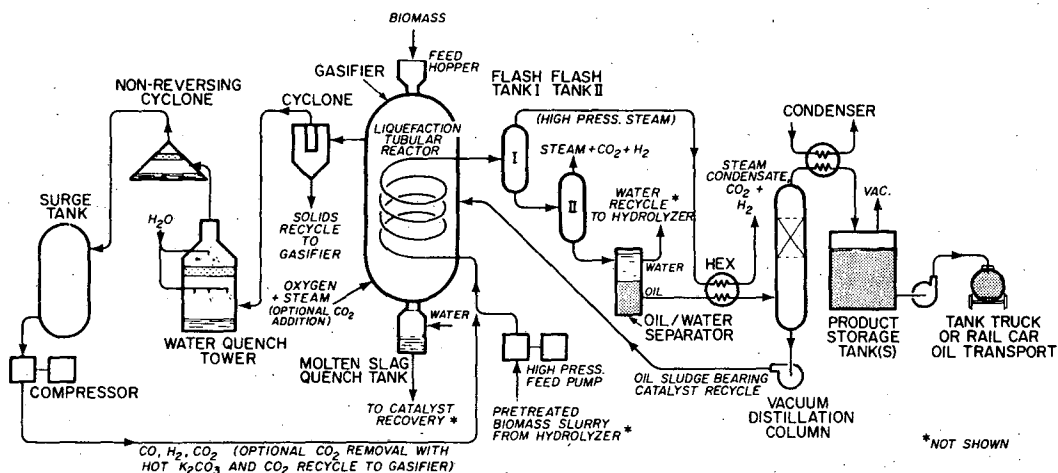 BIOMASS
FEED
HOPPER
GASIFIER
NON-REVERSING
CYCLONE
CYCLONE
LIQUEFACTION
TUBULAR
REACTOR
FLASH FLASH
TANK I TANK II
(HIGH PRESS. STEAM)
I
STEAM + CO₂ + H₂
II
CONDENSER
STEAM
CONDENSATE
CO₂ +
H₂
VAC.
WATER *
RECYCLE
TO HYDROLYZER
SURGE
TANK
H₂O
SOLIDS
RECYCLE
TO
GASIFIER
WATER
HEX
OIL
OXYGEN
+ STEAM
(OPTIONAL CO₂
ADDITION)
WATER
OIL/WATER
SEPARATOR
PRODUCT
STORAGE
TANK(S)
TANK TRUCK
OR RAIL CAR
OIL TRANSPORT
WATER QUENCH
TOWER
MOLTEN SLAG
QUENCH TANK
HIGH PRESS.
FEED PUMP
OIL SLUDGE BEARING
CATALYST RECYCLE
COMPRESSOR
TO CATALYST
RECOVERY *
PRETREATED
BIOMASS SLURRY
FROM HYDROLYZER*
VACUUM
DISTILLATION
COLUMN
*NOT SHOWN
CO, H₂, CO₂ (OPTIONAL CO₂ REMOVAL WITH
HOT K₂CO₃ AND CO₂ RECYCLE TO GASIFIER)